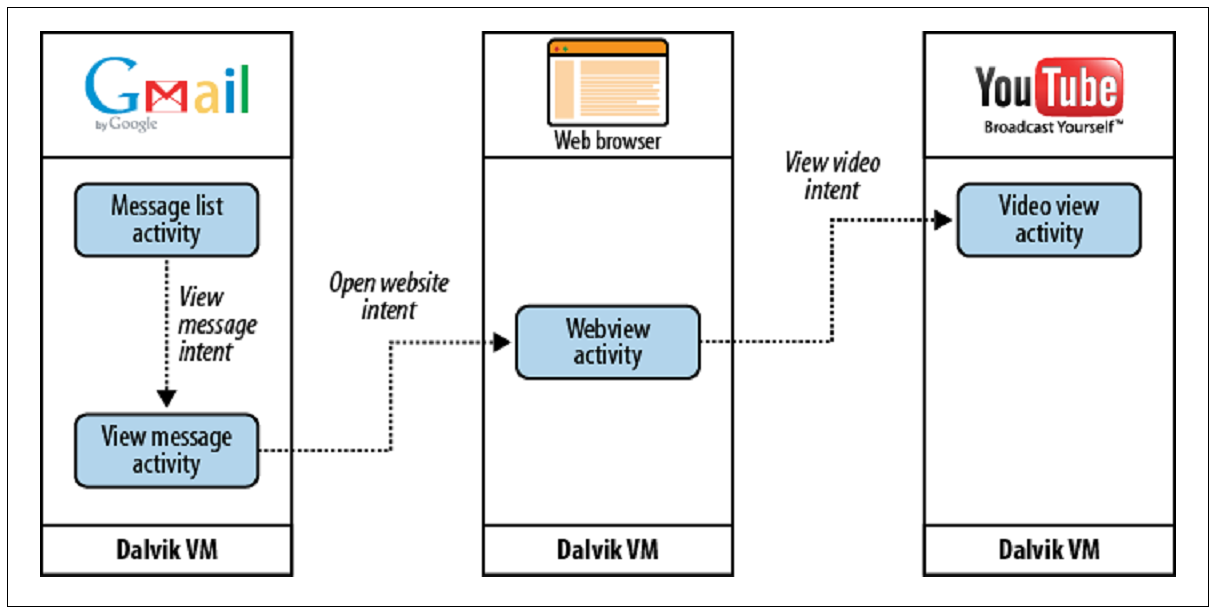 Gmail
by Google
Message list
activity
View
message
intent
View message
activity
Dalvik VM
Open website
intent
Web browser
Webview
activity
Dalvik VM
View video
intent
YouTube
Broadcast Yourself™
Video view
activity
Dalvik VM